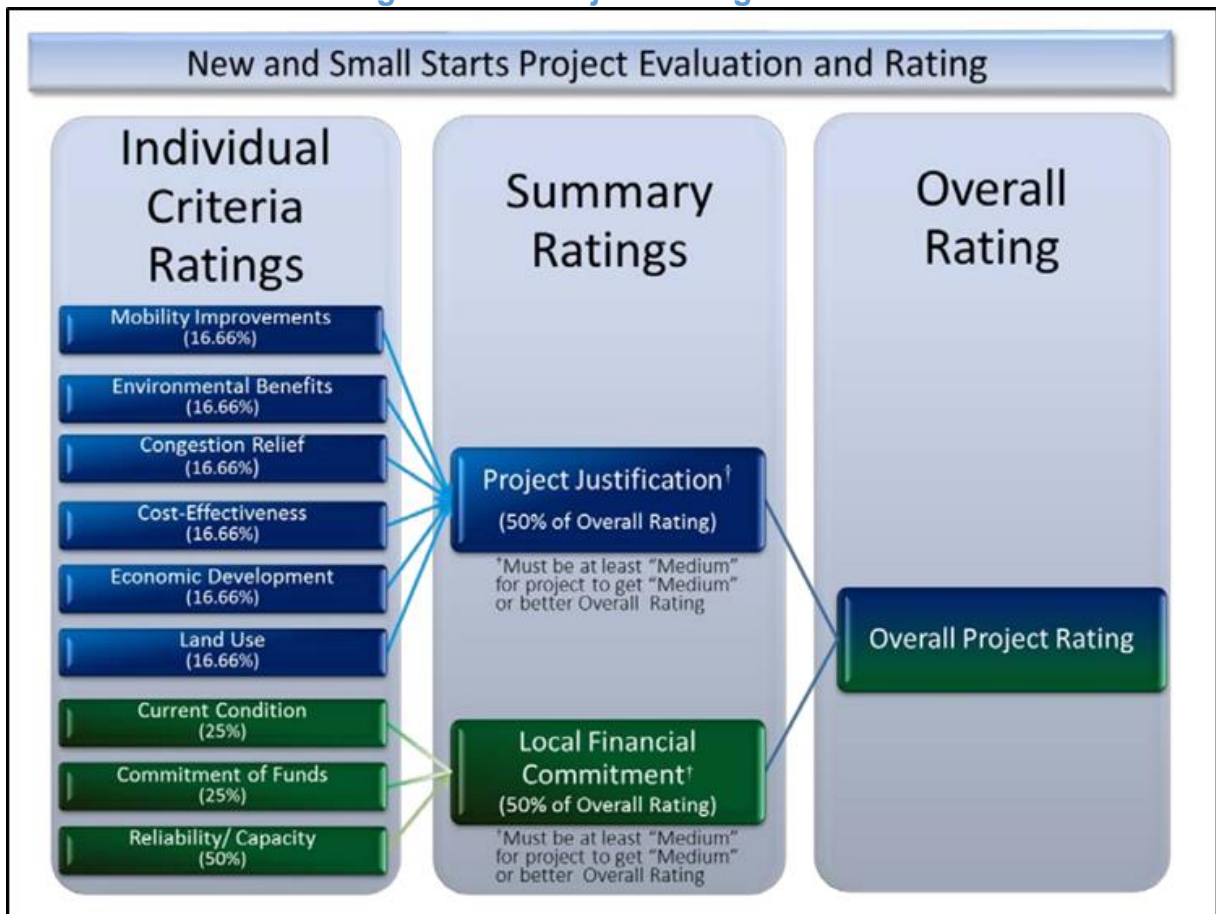 New and Small Starts Project Evaluation and Rating
Individual
Criteria
Ratings
Mobility Improvements
(16.66%)
Environmental Benefits
(16.66%)
Congestion Relief
(16.66%)
Cost-Effectiveness
(16.66%)
Economic Development
(16.66%)
Land Use
(16.66%)
Current Condition
(25%)
Commitment of Funds
(25%)
Reliability/ Capacity
(50%)
Summary
Ratings
Project Justification†
(50% of Overall Rating)
†Must be at least “Medium”
for project to get “Medium”
or better Overall Rating
Local Financial
Commitment†
(50% of Overall Rating)
†Must be at least “Medium”
for project to get “Medium”
or better Overall Rating
Overall
Rating
Overall Project Rating